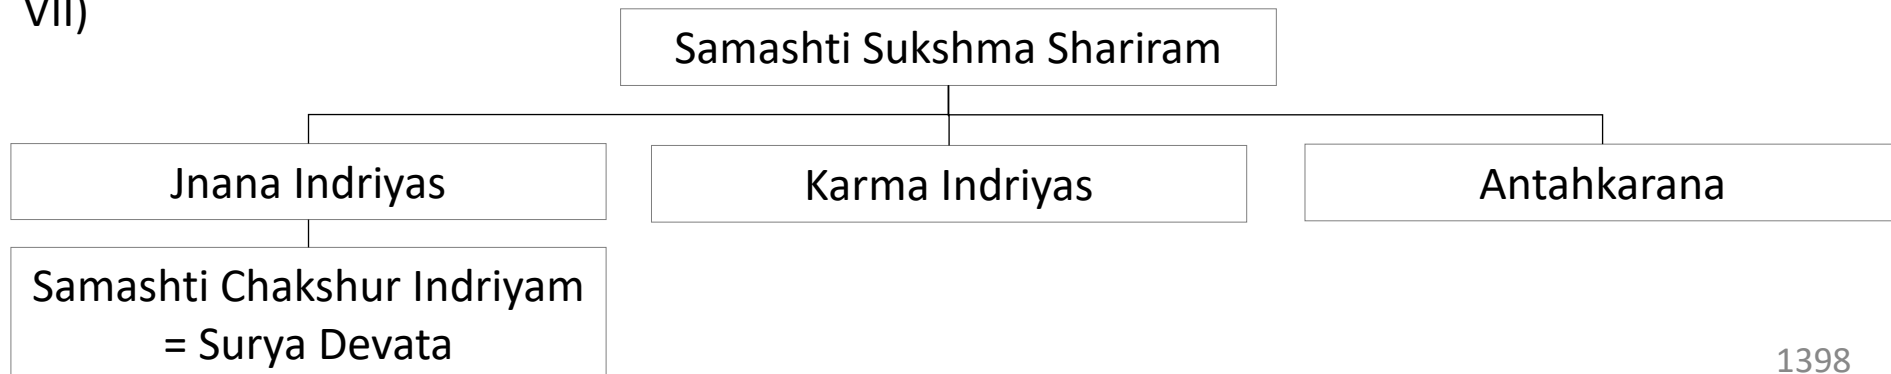 VII)
Samashti Sukshma Shariram
Jnana Indriyas
Karma Indriyas
Antahkarana
Samashti Chakshur Indriyam
= Surya Devata
1398